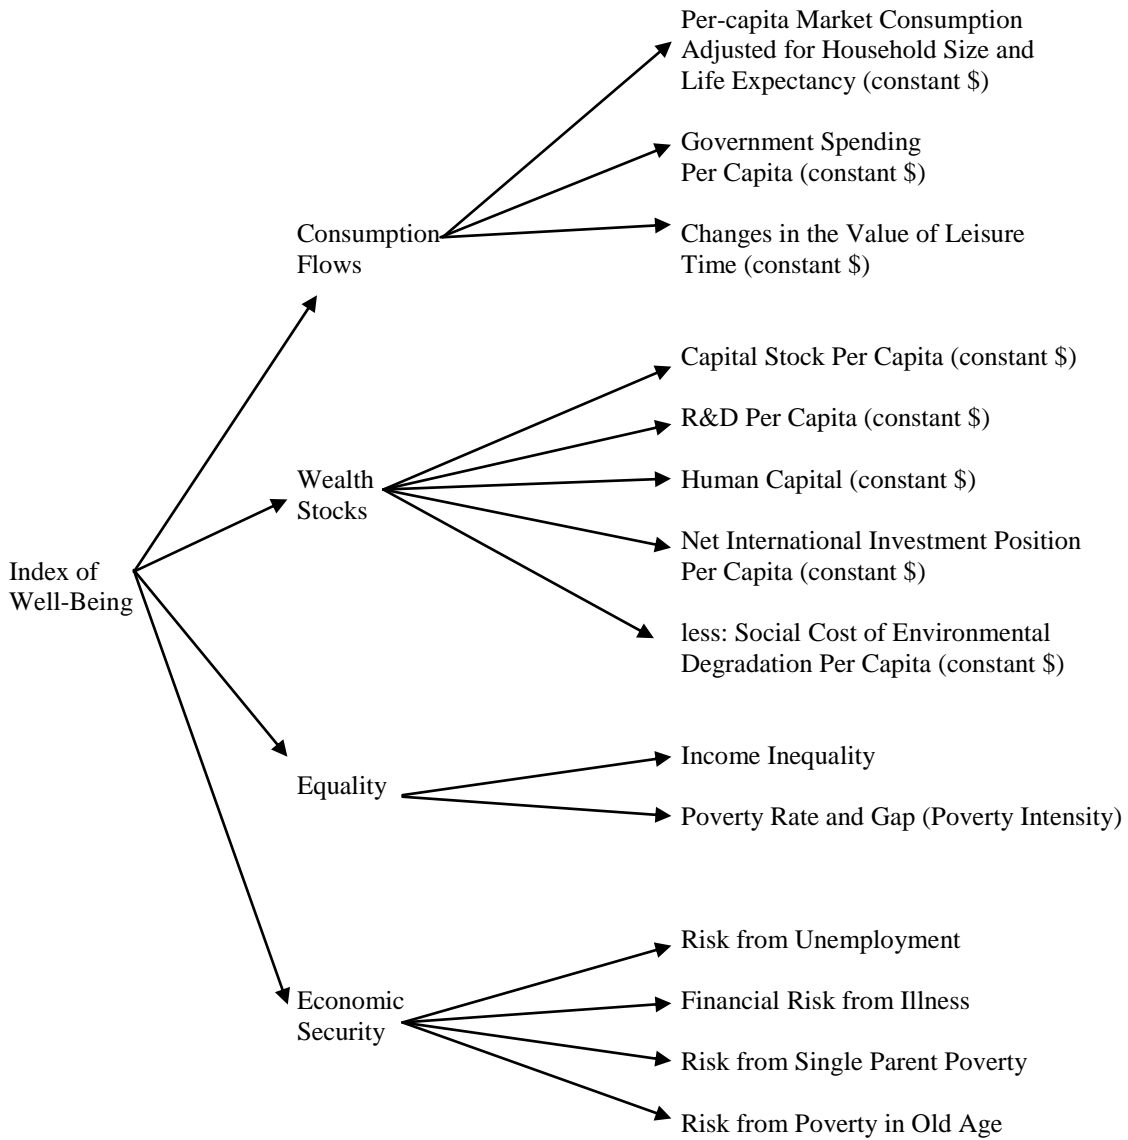 Per-capita Market Consumption
Adjusted for Household Size and
Life Expectancy (constant $)
Government Spending
Per Capita (constant $)
Consumption
Flows
Changes in the Value of Leisure
Time (constant $)
Capital Stock Per Capita (constant $)
R&D Per Capita (constant $)
Wealth
Stocks
Human Capital (constant $)
Net International Investment Position
Per Capita (constant $)
Index of
Well-Being
less: Social Cost of Environmental
Degradation Per Capita (constant $)
Income Inequality
Equality
Poverty Rate and Gap (Poverty Intensity)
Risk from Unemployment
Economic
Security
Financial Risk from Illness
Risk from Single Parent Poverty
Risk from Poverty in Old Age